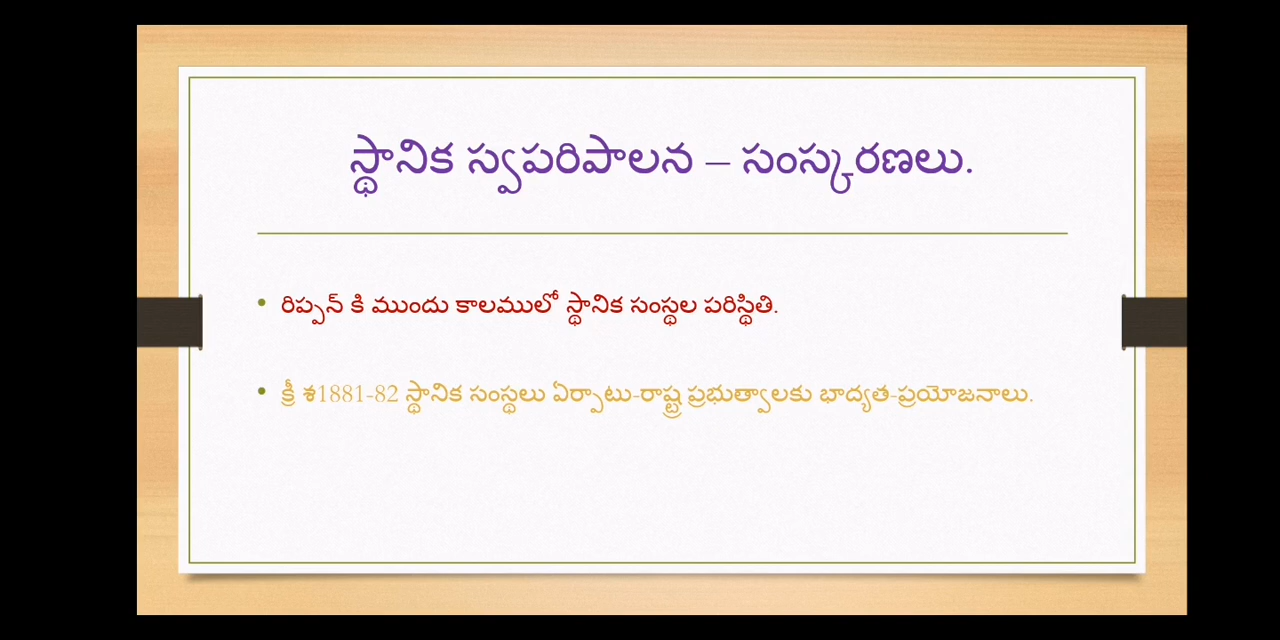 స్థానిక స్వపరిపాలన – సంస్కరణలు.
• రిప్పన్ కి ముందు కాలములో స్థానిక సంస్థల పరిస్థితి.
• క్రీ శ1881-82 స్థానిక సంస్థలు ఏర్పాటు-రాష్ట్ర ప్రభుత్వాలకు భాద్యత-ప్రయోజనాలు.